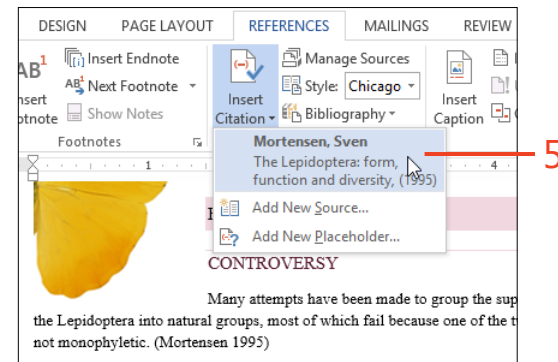 DESIGN PAGE LAYOUT REFERENCES MAILINGS REVIEW
AB1 Insert Endnote Manage Sources
Next Footnote Style: Chicago
Show Notes Insert Citation Bibliography Insert Caption
Footnotes
1 4
Mortensen, Sven
The Lepidoptera: form,
function and diversity, (1995)
5
Add New Source...
Add New Placeholder...
CONTROVERSY
Many attempts have been made to group the sup
the Lepidoptera into natural groups, most of which fail because one of the t
not monophyletic. (Mortensen 1995)